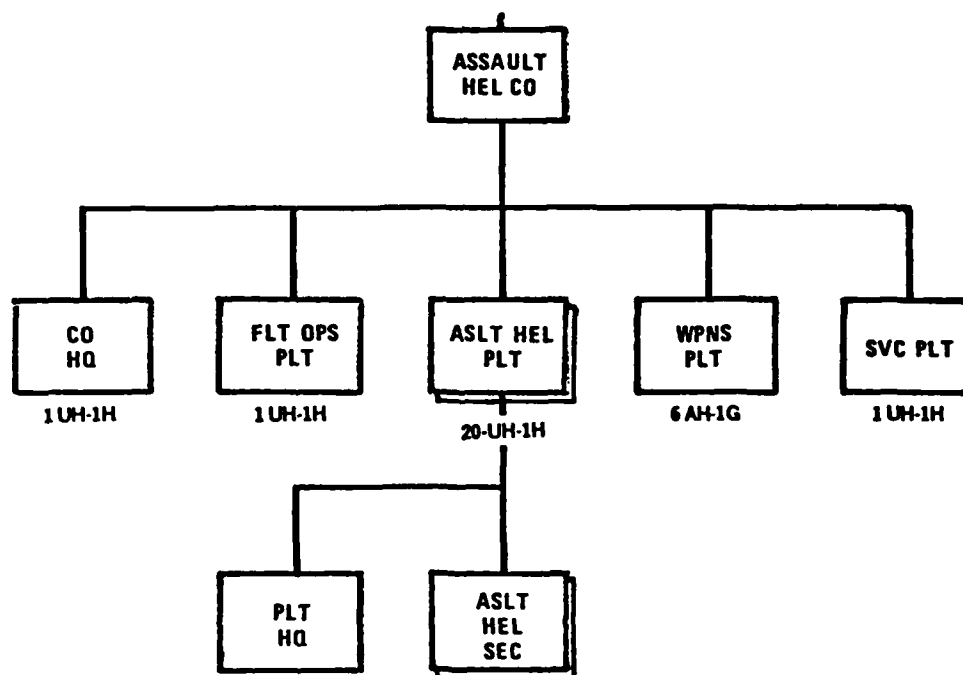 ASSAULT
HEL CO
CO
HQ
FLT OPS
PLT
ASLT HEL
PLT
WPNS
PLT
SVC PLT
1 UH-1H
1 UH-1H
20-UH-1H
6 AH-1G
1 UH-1H
PLT
HQ
ASLT
HEL
SEC